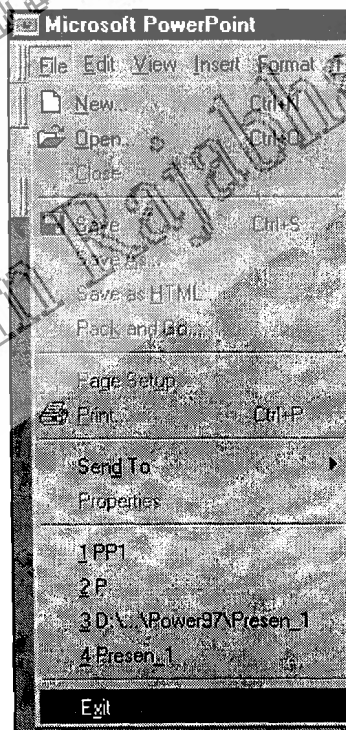 Microsoft PowerPoint
File Edit View Insert Format
New... Ctrl+N
Open... Ctrl+O
Close
Save Ctrl+S
Save As...
Save as HTML...
Pack and Go...
Page Setup...
Print... Ctrl+P
Send To
Properties
1 PP1
2 P
3 D:\...\Power97\Presen_1
4 Presen_1
Exit